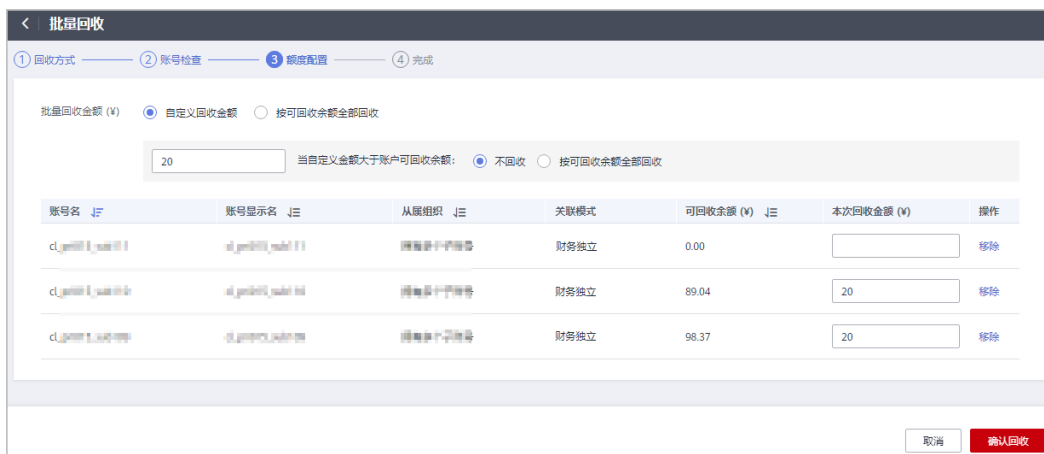 批量回收
1 回收方式 2 账号检查 3 额度配置 4 完成
批量回收金额 (¥) 自定义回收金额 按可回收余额全部回收
20 当自定义金额大于账户可回收余额： 不回收 按可回收余额全部回收
账号名 账号显示名 从属组织 关联模式 可回收余额 (¥) 本次回收金额 (¥) 操作
财务独立 0.00 移除
财务独立 89.04 20 移除
财务独立 98.37 20 移除
取消 确认回收